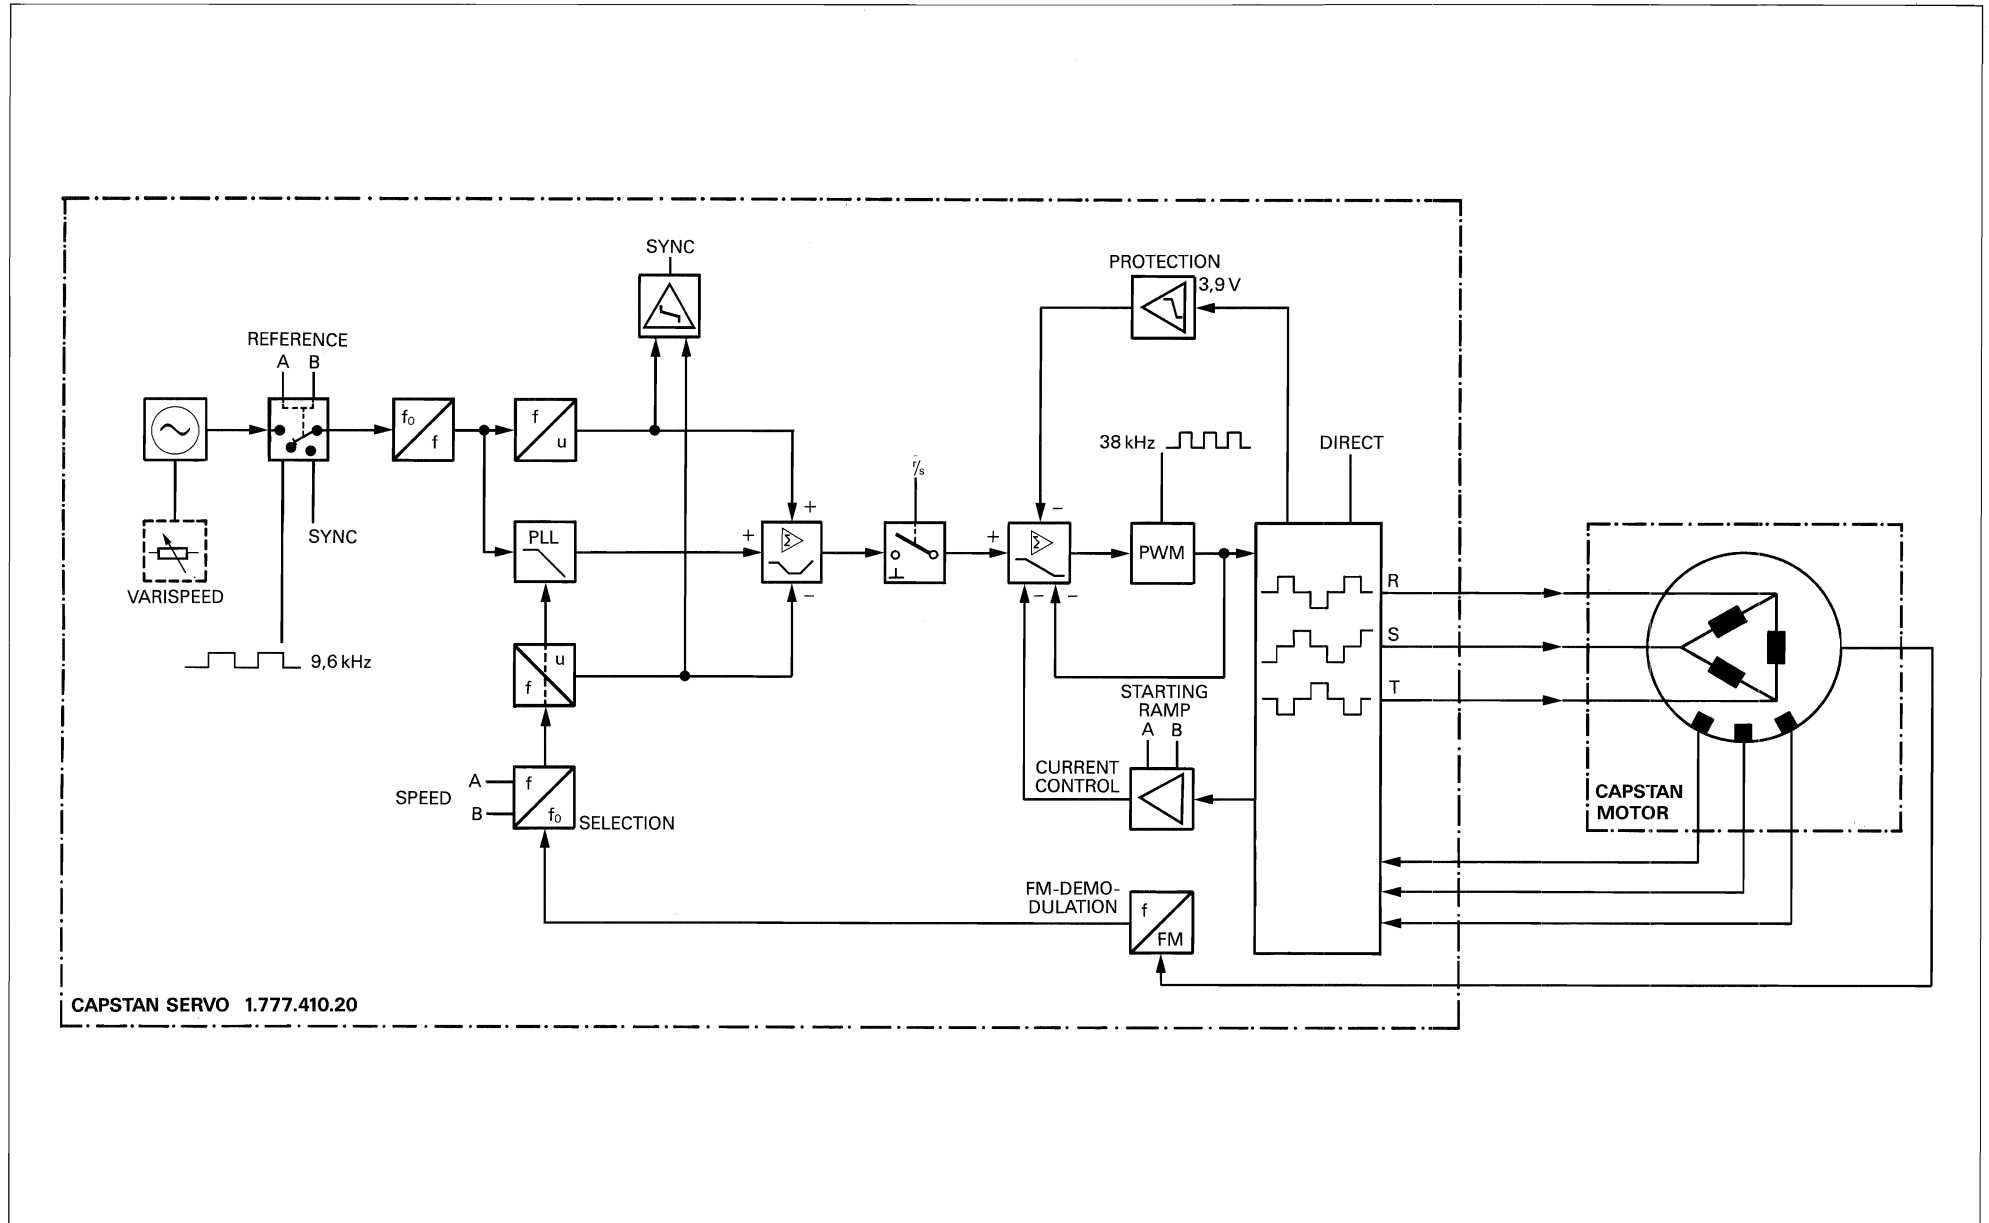 SYNC
PROTECTION
3,9 V
REFERENCE
A B
f₀
f
f
u
38 kHz
DIRECT
SYNC
VARISPEED
PLL
+
+
−
+
−
− −
PWM
R
S
T
9,6 kHz
u
f
STARTING
RAMP
A B
CURRENT
CONTROL
SPEED
A
B
f
f₀
SELECTION
CAPSTAN
MOTOR
FM-DEMO-
DULATION
f
FM
CAPSTAN SERVO 1.777.410.20